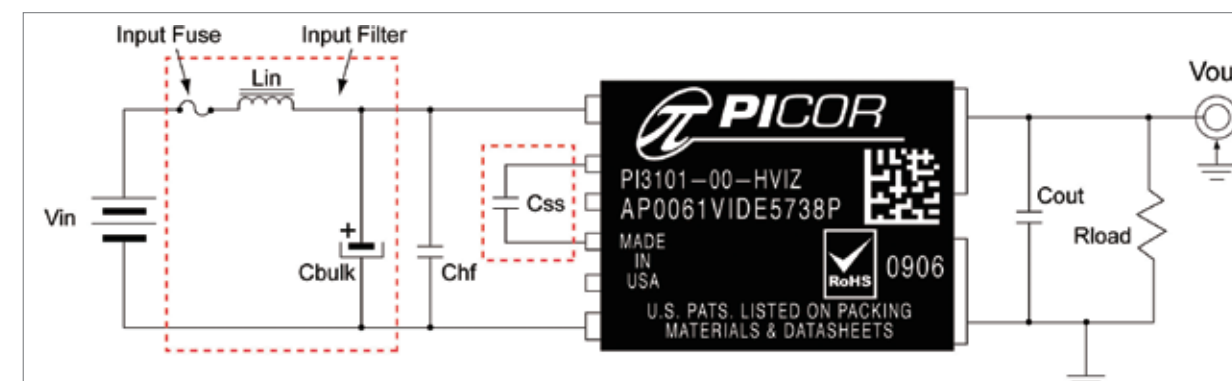 Input Fuse
Input Filter
Lin
Vin
Cbulk
Chf
Css
PICOR
PI3101-00-HVIZ
AP0061VIDE5738P
MADE
IN
USA
RoHS
0906
U.S. PATS. LISTED ON PACKING
MATERIALS & DATASHEETS
Cout
Rload
Vou